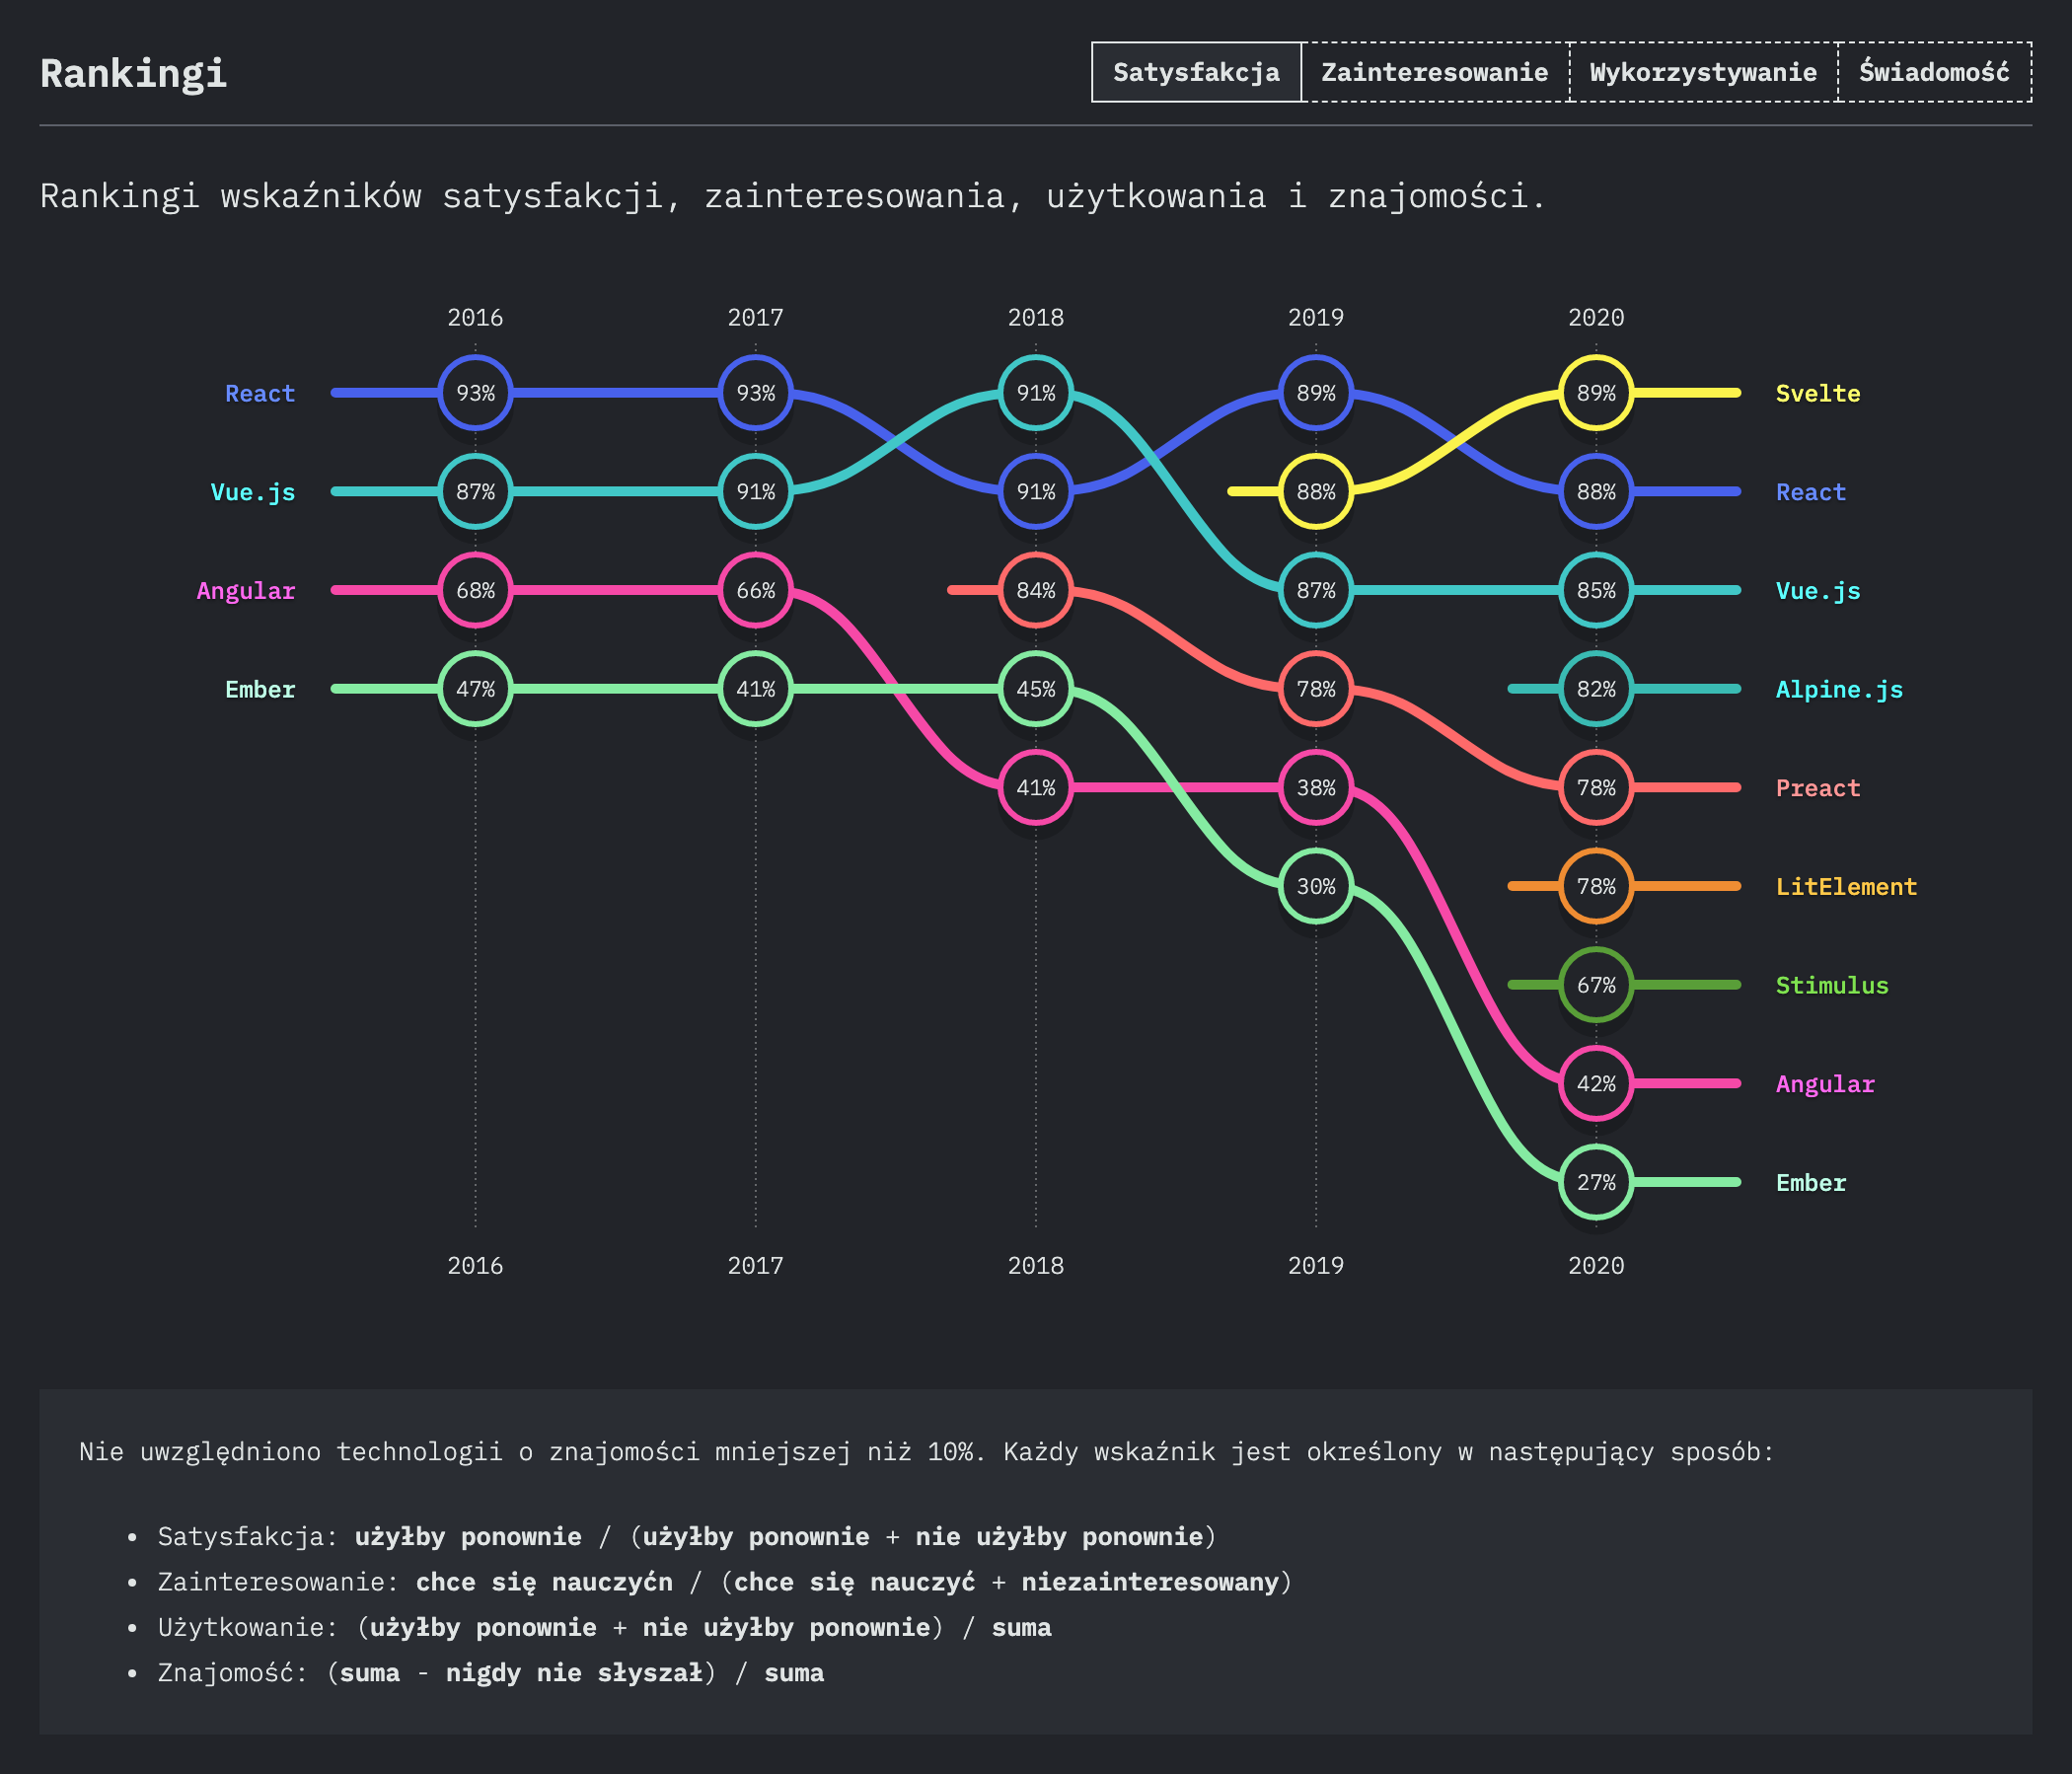 Rankingi
Satysfakcja Zainteresowanie Wykorzystywanie Świadomość
Rankingi wskaźników satysfakcji, zainteresowania, użytkowania i znajomości.
2016 2017 2018 2019 2020
React 93% 93% 91% 89% 89% Svelte
Vue.js 87% 91% 91% 88% 88% React
Angular 68% 66% 84% 87% 85% Vue.js
Ember 47% 41% 45% 78% 82% Alpine.js
41% 38% 78% Preact
30% 78% LitElement
67% Stimulus
42% Angular
27% Ember
2016 2017 2018 2019 2020
Nie uwzględniono technologii o znajomości mniejszej niż 10%. Każdy wskaźnik jest określony w następujący sposób:
• Satysfakcja: użyłby ponownie / (użyłby ponownie + nie użyłby ponownie)
• Zainteresowanie: chce się nauczyćn / (chce się nauczyć + niezainteresowany)
• Użytkowanie: (użyłby ponownie + nie użyłby ponownie) / suma
• Znajomość: (suma - nigdy nie słyszał) / suma